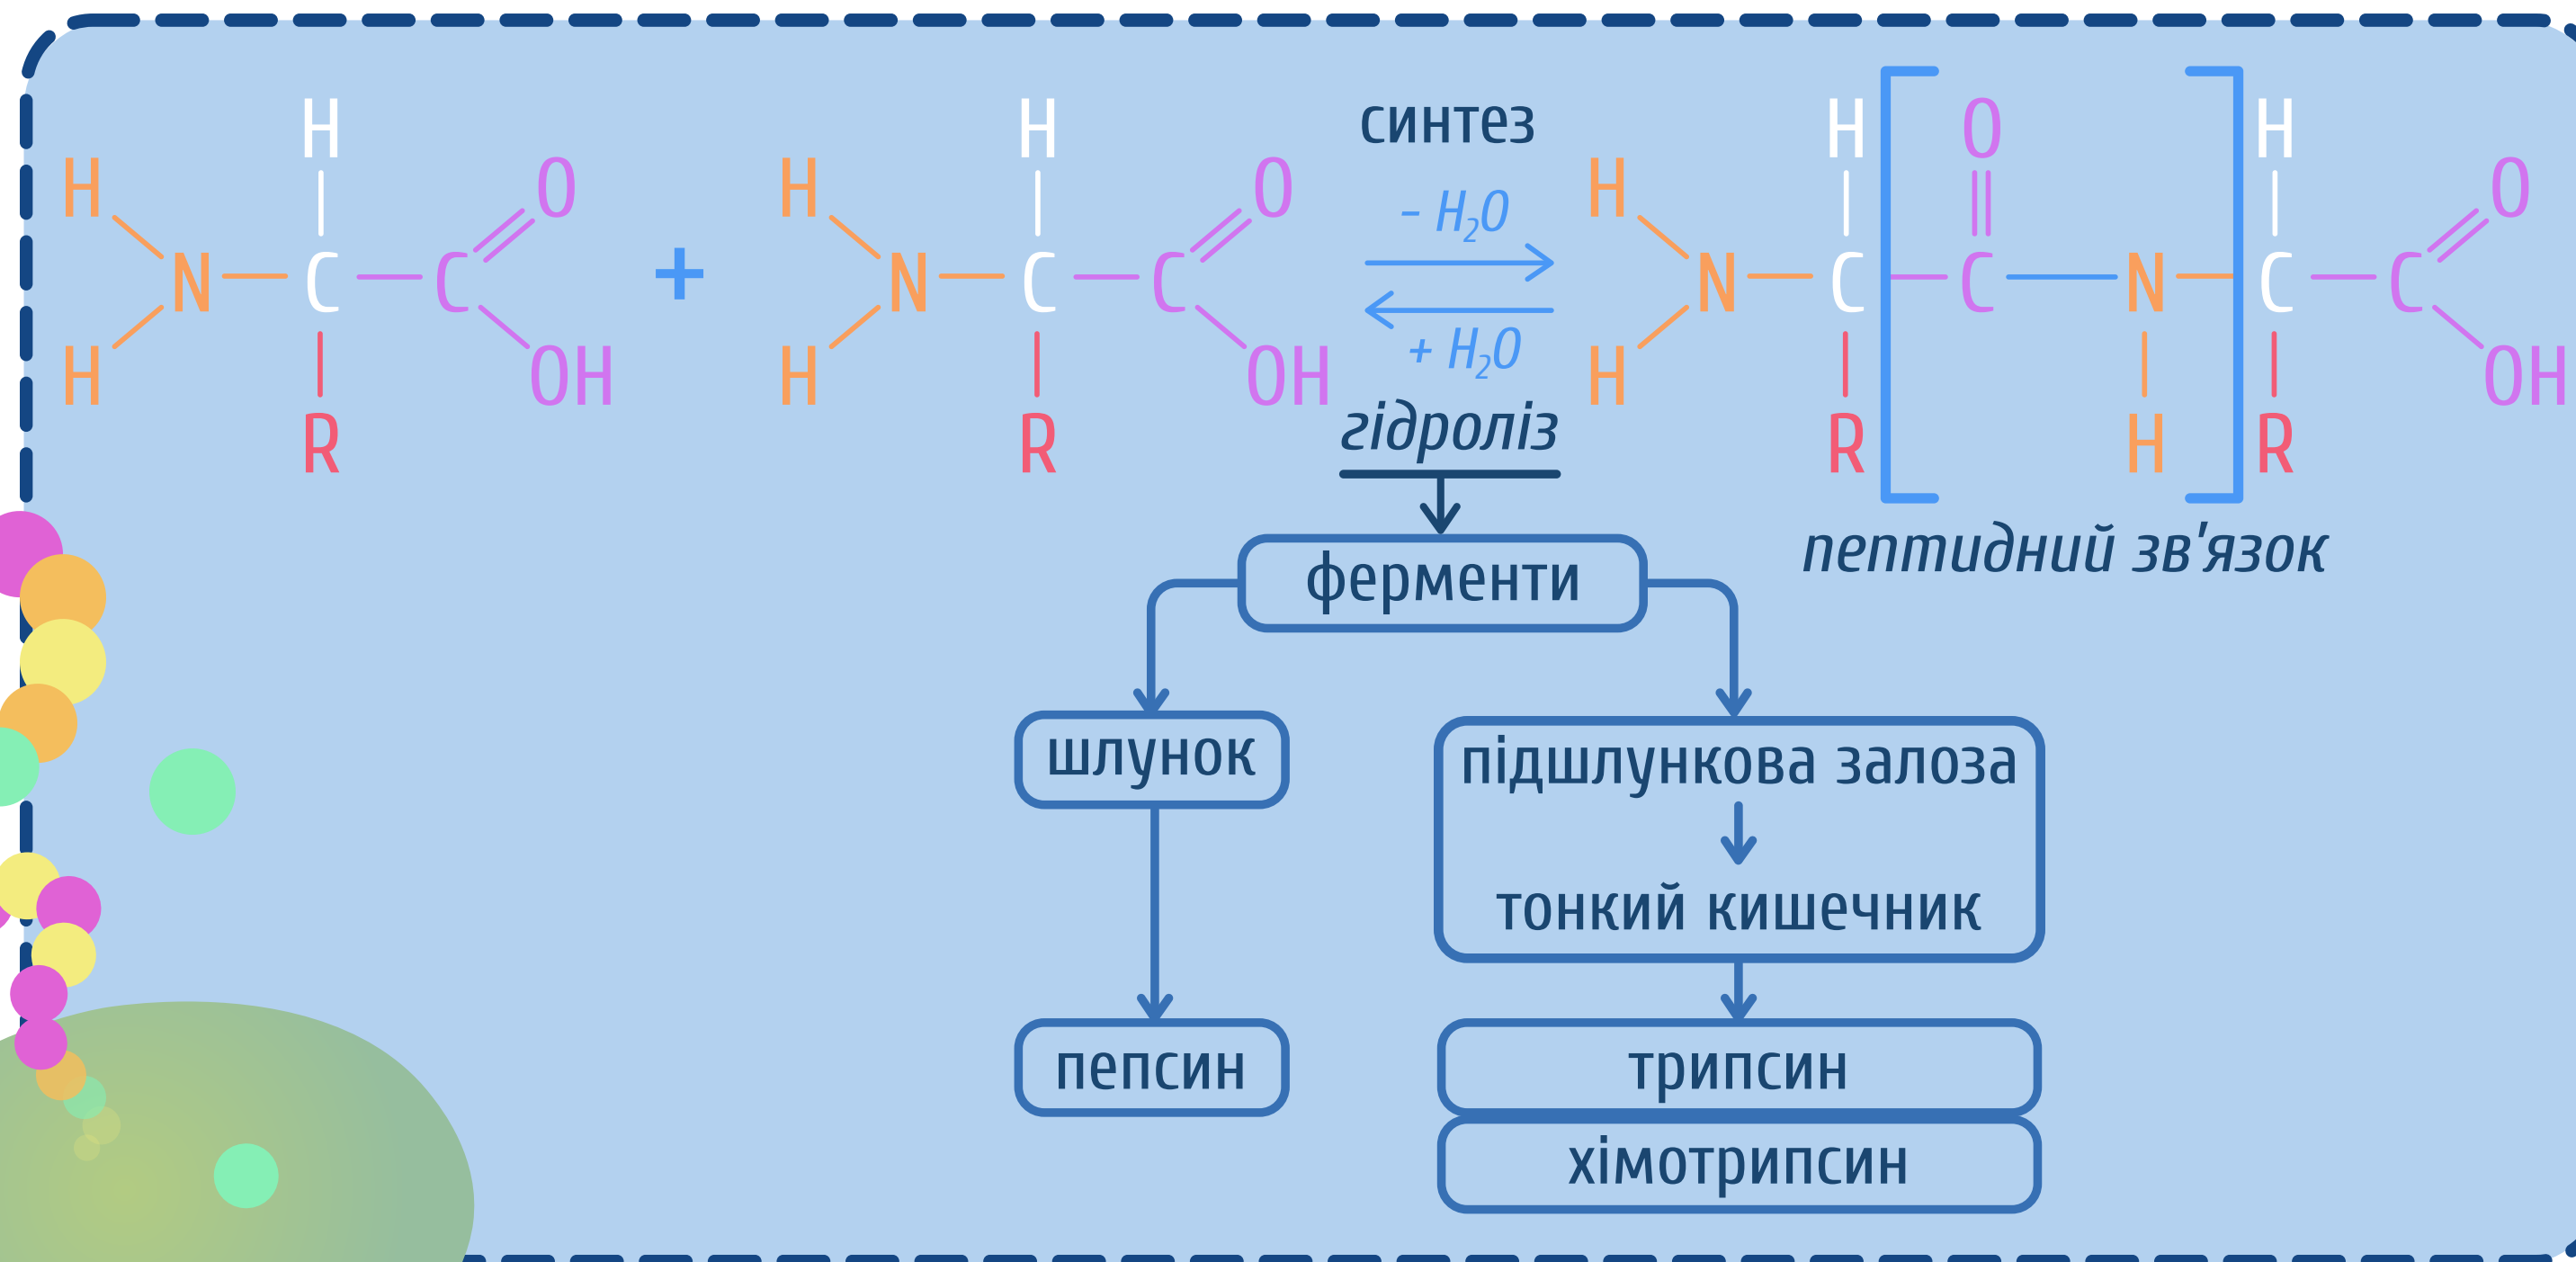 H H H O
H N C C O
H OH H R
+
H H O
H N C C
H OH
R
синтез
- H₂O
+ H₂O
гідроліз
H O H
H O
N C C N C C
H OH
R H R
пептидний зв'язок
ферменти
шлунок
підшлункова залоза
тонкий кишечник
пепсин
трипсин
хімотрипсин